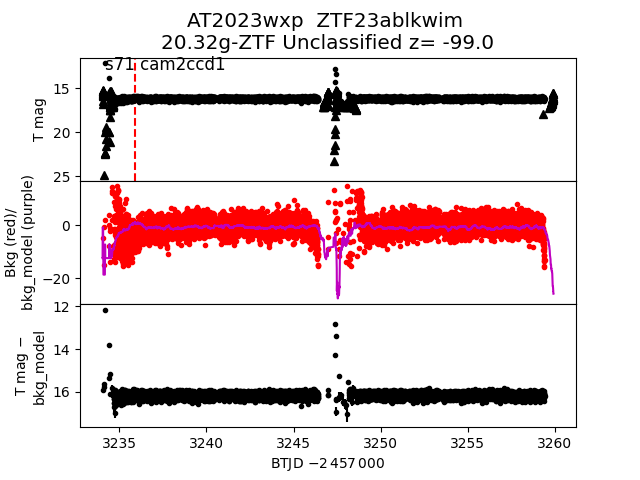 AT2023wxp  ZTF23ablkwim
20.32g-ZTF Unclassified z= -99.0
s71 cam2ccd1
T mag
15
20
25
Bkg (red)/
bkg_model (purple)
0
−20
T mag −
bkg_model
12
14
16
3235
3240
3245
3250
3255
3260
BTJD −2 457 000